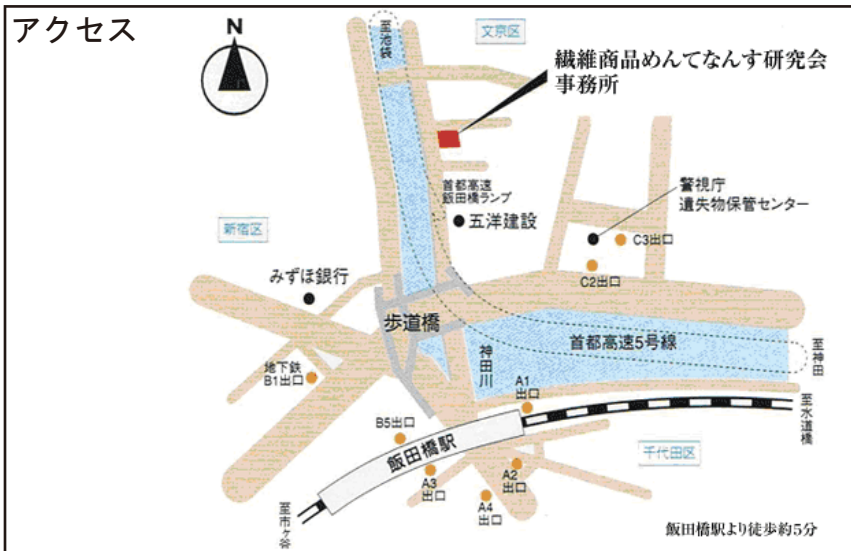 アクセス
N
至池袋
文京区
繊維商品めんてなんす研究会
事務所
首都高速
飯田橋ランプ
五洋建設
警視庁
遺失物保管センター
C3出口
C2出口
新宿区
みずほ銀行
歩道橋
神田川
首都高速5号線
至神田
地下鉄
B1出口
A1
出口
至水道橋
B5出口
飯田橋駅
千代田区
A3
出口
A2
出口
A4
出口
至市ヶ谷
飯田橋駅より徒歩約5分